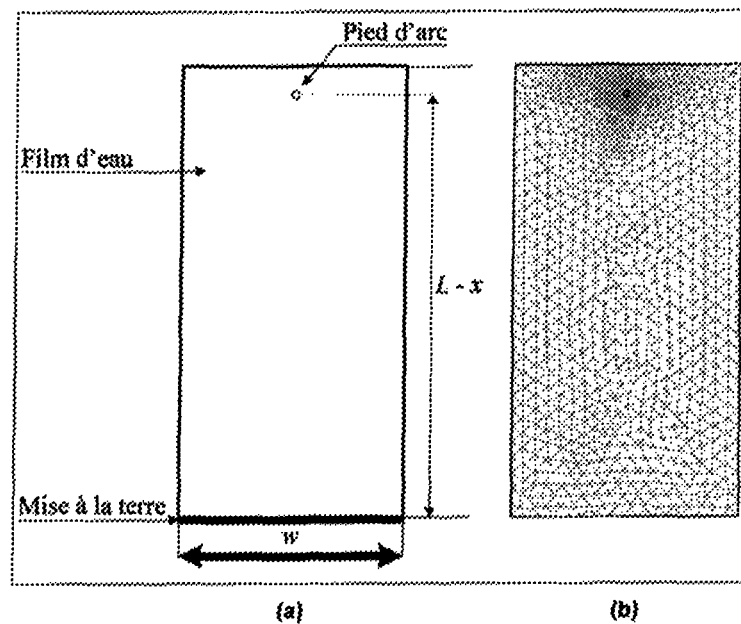 Pied d'arc
Film d'eau
L - x
Mise à la terre
w
(a) (b)